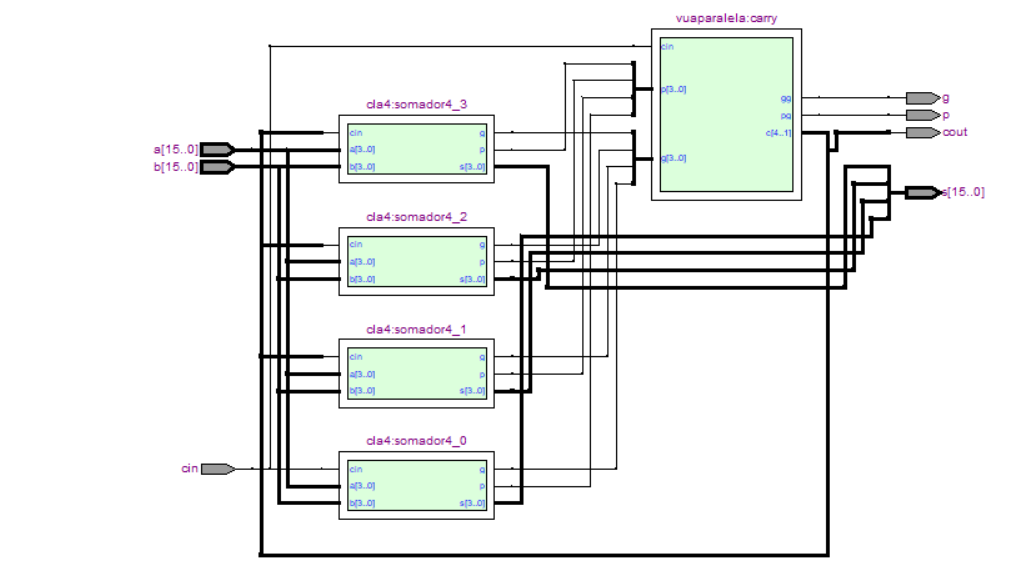 vuaparalela:carry
cin
p[3..0]
g[3..0]
gg
pg
c[4..1]
g
p
cout
s[15..0]
a[15..0]
b[15..0]
cin
cla4:somador4_3
cin
a[3..0]
b[3..0]
g
p
s[3..0]
cla4:somador4_2
cin
a[3..0]
b[3..0]
g
p
s[3..0]
cla4:somador4_1
cin
a[3..0]
b[3..0]
g
p
s[3..0]
cla4:somador4_0
cin
a[3..0]
b[3..0]
g
p
s[3..0]